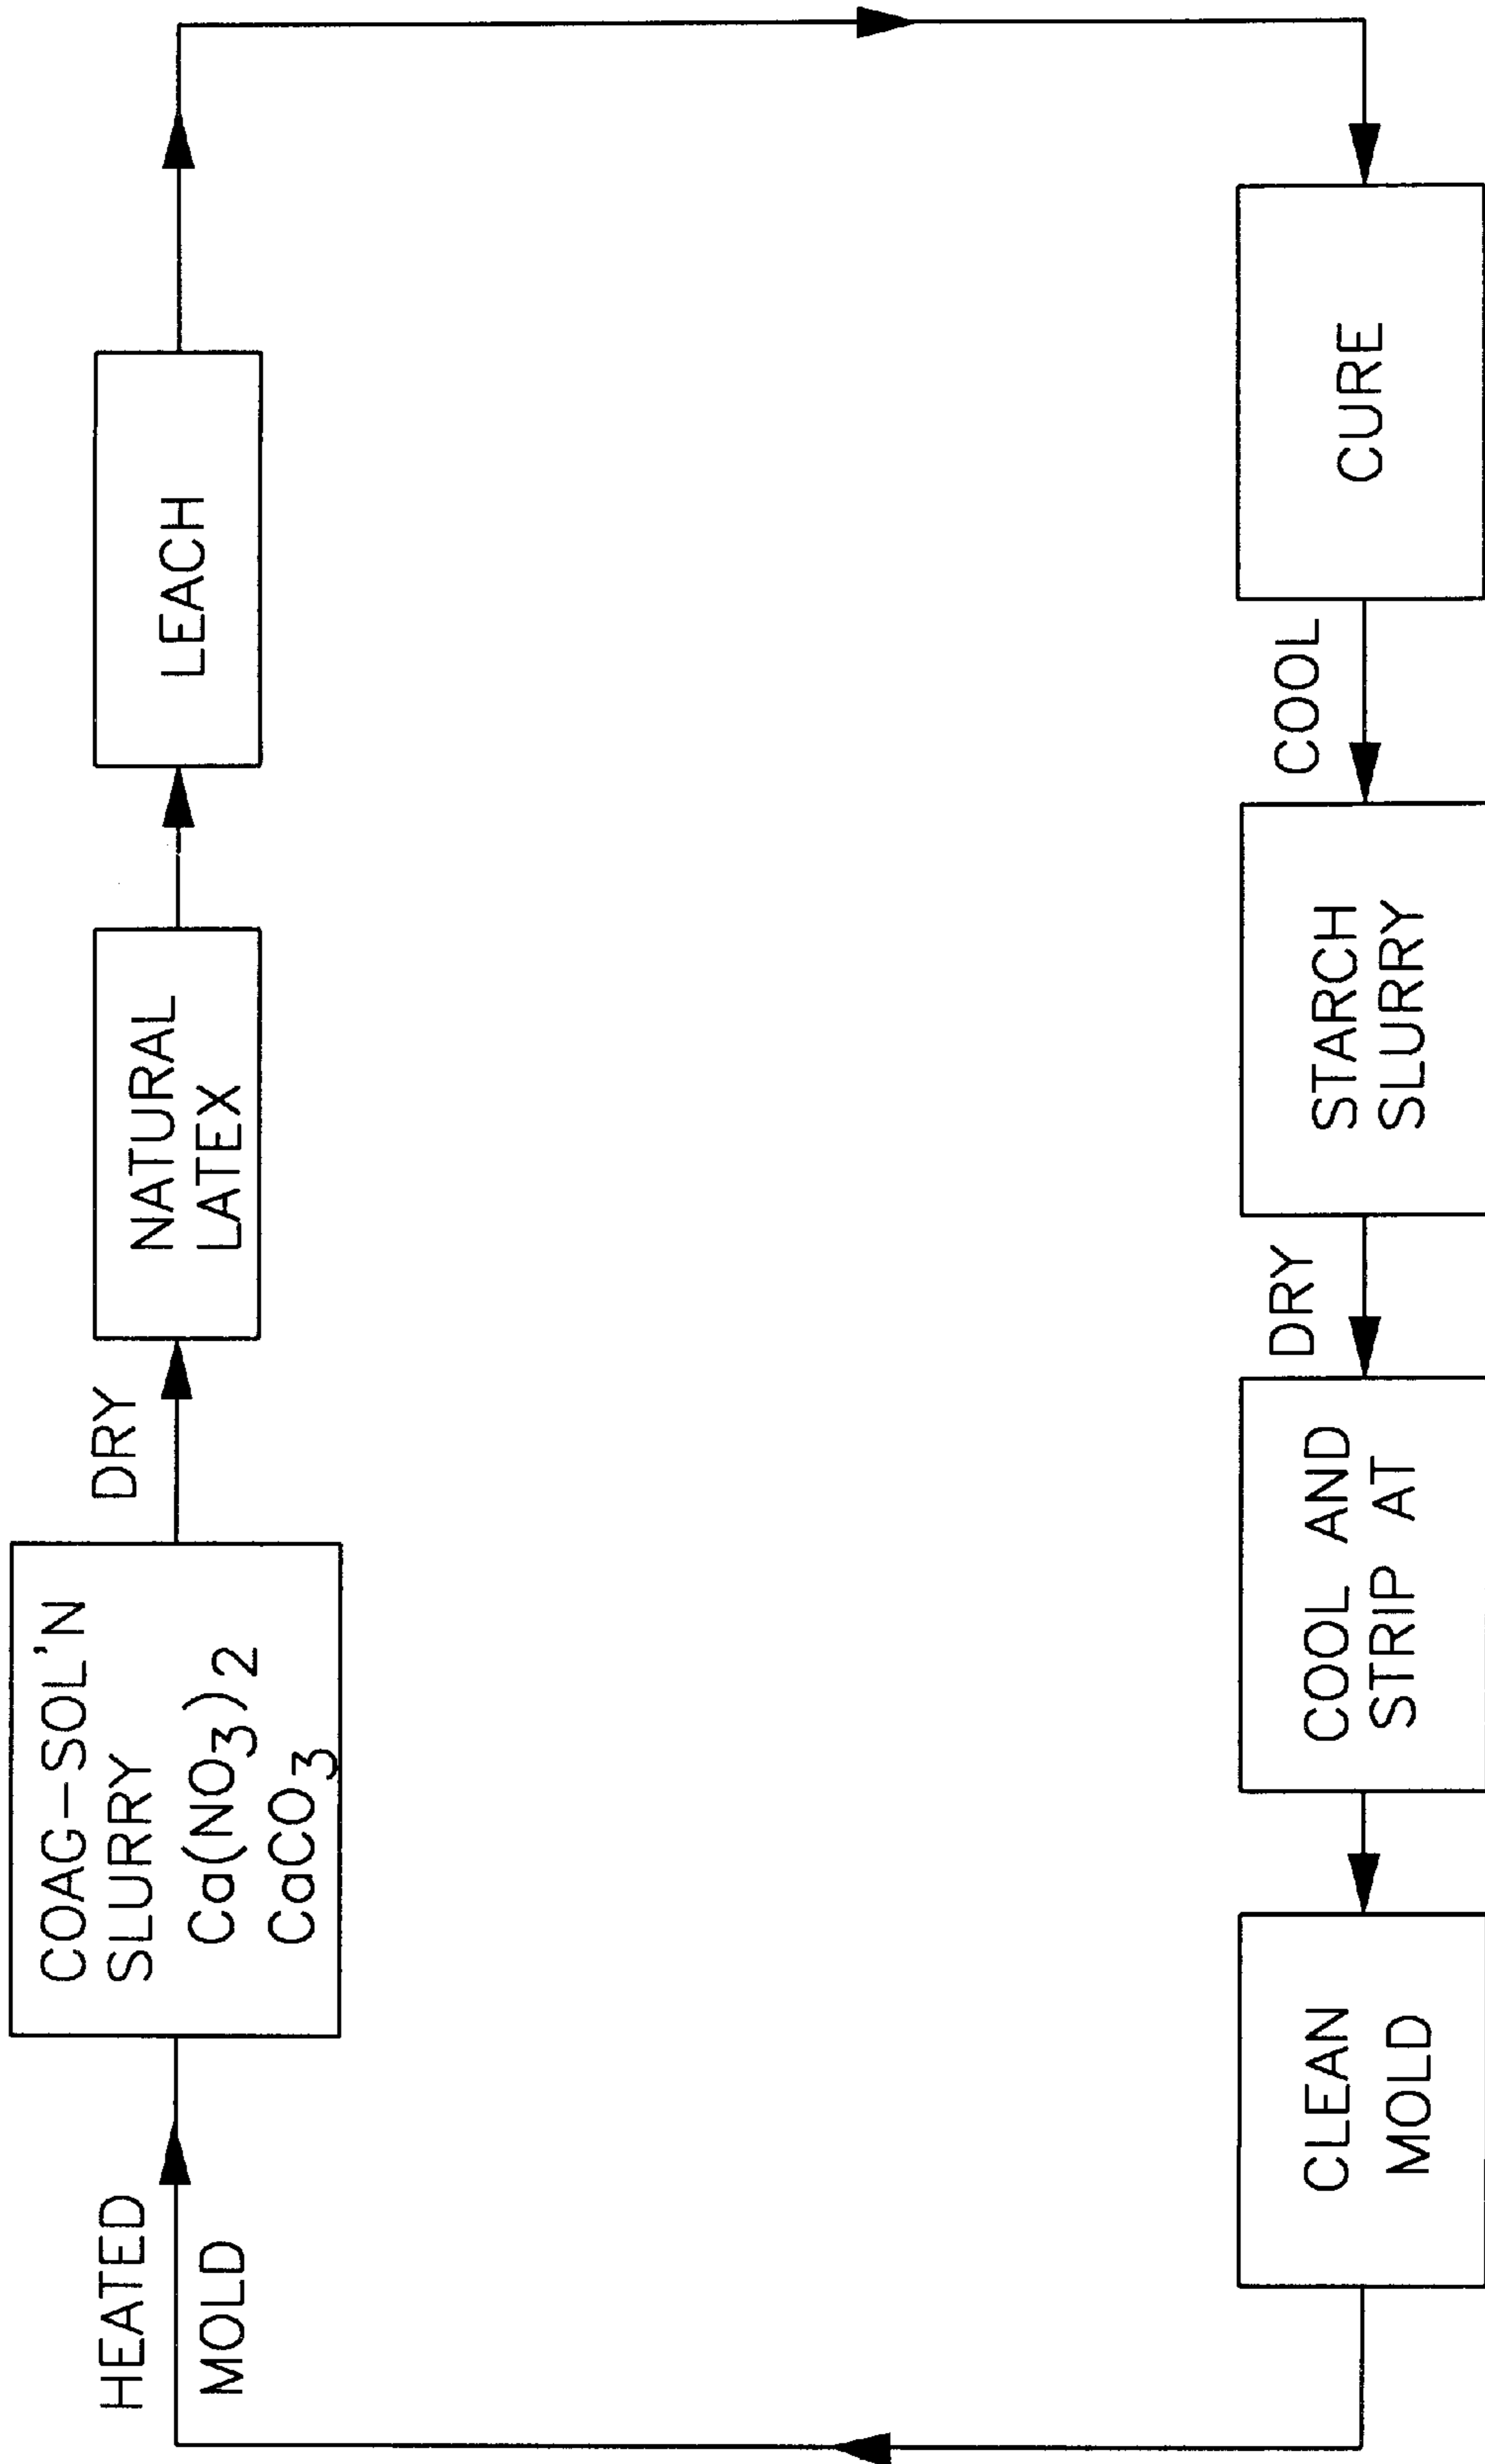 HEATED
MOLD
COAG-SOL'N
SLURRY
Ca(NO3)2
CaCO3
DRY
NATURAL
LATEX
LEACH
CURE
COOL
STARCH
SLURRY
DRY
COOL AND
STRIP AT
CLEAN
MOLD